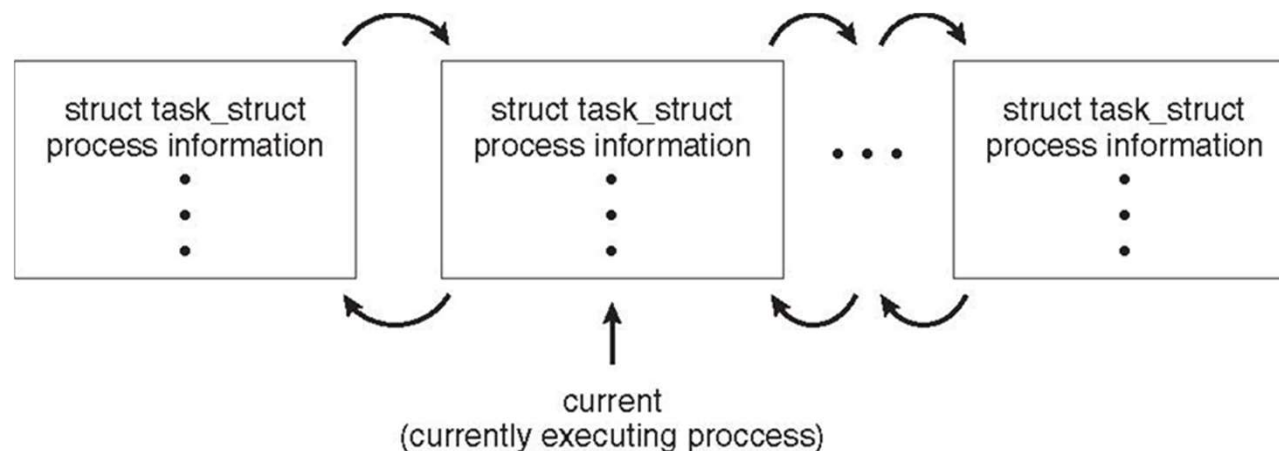 struct task_struct
process information
struct task_struct
process information
struct task_struct
process information
current
(currently executing proccess)